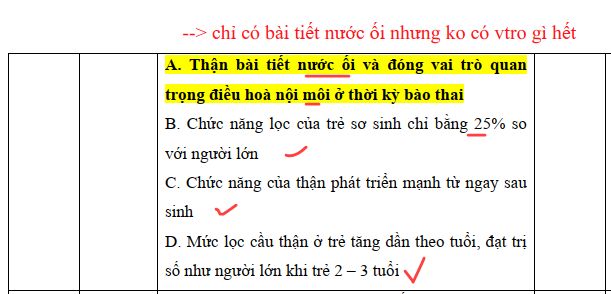 --> chỉ có bài tiết nước ối nhưng ko có vtro gì hết
A. Thận bài tiết nước ối và đóng vai trò quan
trọng điều hoà nội môi ở thời kỳ bào thai
B. Chức năng lọc của trẻ sơ sinh chỉ bằng 25% so
với người lớn
C. Chức năng của thận phát triển mạnh từ ngay sau
sinh
D. Mức lọc cầu thận ở trẻ tăng dần theo tuổi, đạt trị
số như người lớn khi trẻ 2 – 3 tuổi